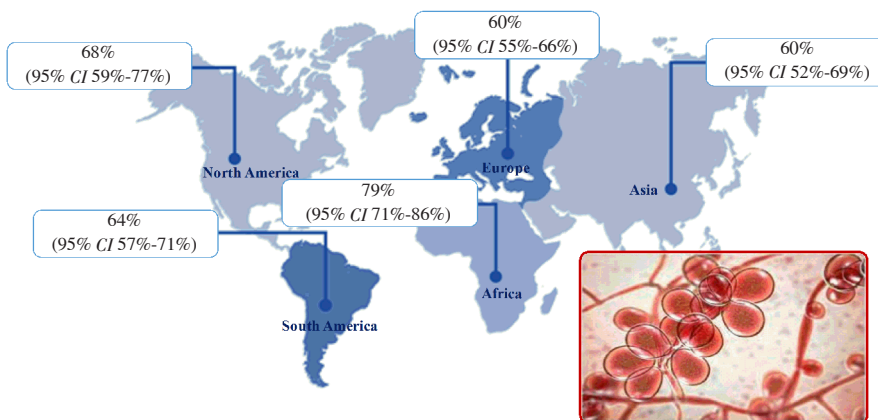 60%
(95% CI 55%-66%)
68%
(95% CI 59%-77%)
60%
(95% CI 52%-69%)
North America
Europe
Asia
79%
(95% CI 71%-86%)
64%
(95% CI 57%-71%)
Africa
South America